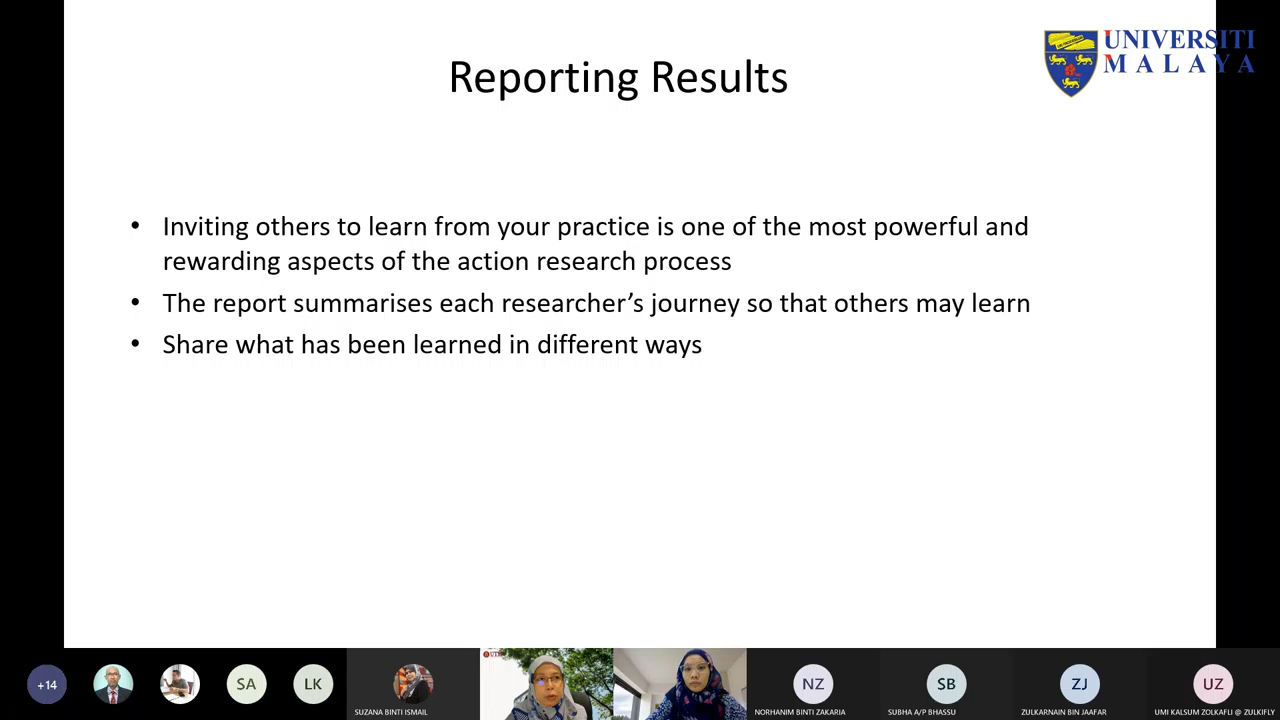 UNIVERSITI
MALAYA
Reporting Results
• Inviting others to learn from your practice is one of the most powerful and
rewarding aspects of the action research process
• The report summarises each researcher’s journey so that others may learn
• Share what has been learned in different ways
+14
SA
LK
SUZANA BINTI ISMAIL
NZ
NORHANIM BINTI ZAKARIA
SB
SUBHA A/P BHASSU
ZJ
ZULKARNAIN BIN JAAFAR
UZ
UMI KALSUM ZOLKAFLI @ ZULKIFLY